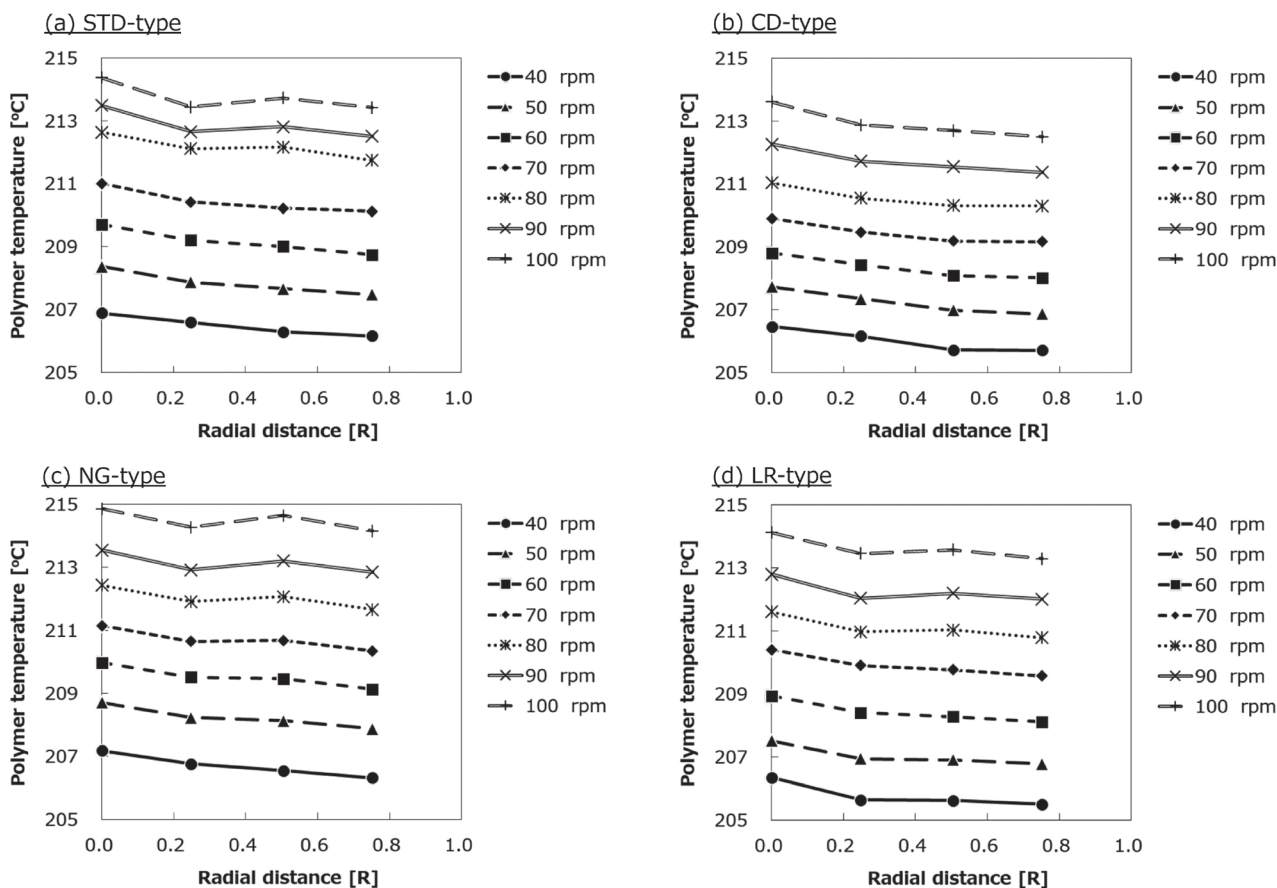 (a) STD-type
215
213
211
209
207
205
Polymer temperature [ºC]
0.0 0.2 0.4 0.6 0.8 1.0
Radial distance [R]
40 rpm
50 rpm
60 rpm
70 rpm
80 rpm
90 rpm
100 rpm
(b) CD-type
215
213
211
209
207
205
Polymer temperature [ºC]
0.0 0.2 0.4 0.6 0.8 1.0
Radial distance [R]
40 rpm
50 rpm
60 rpm
70 rpm
80 rpm
90 rpm
100 rpm
(c) NG-type
215
213
211
209
207
205
Polymer temperature [ºC]
0.0 0.2 0.4 0.6 0.8 1.0
Radial distance [R]
40 rpm
50 rpm
60 rpm
70 rpm
80 rpm
90 rpm
100 rpm
(d) LR-type
215
213
211
209
207
205
Polymer temperature [ºC]
0.0 0.2 0.4 0.6 0.8 1.0
Radial distance [R]
40 rpm
50 rpm
60 rpm
70 rpm
80 rpm
90 rpm
100 rpm